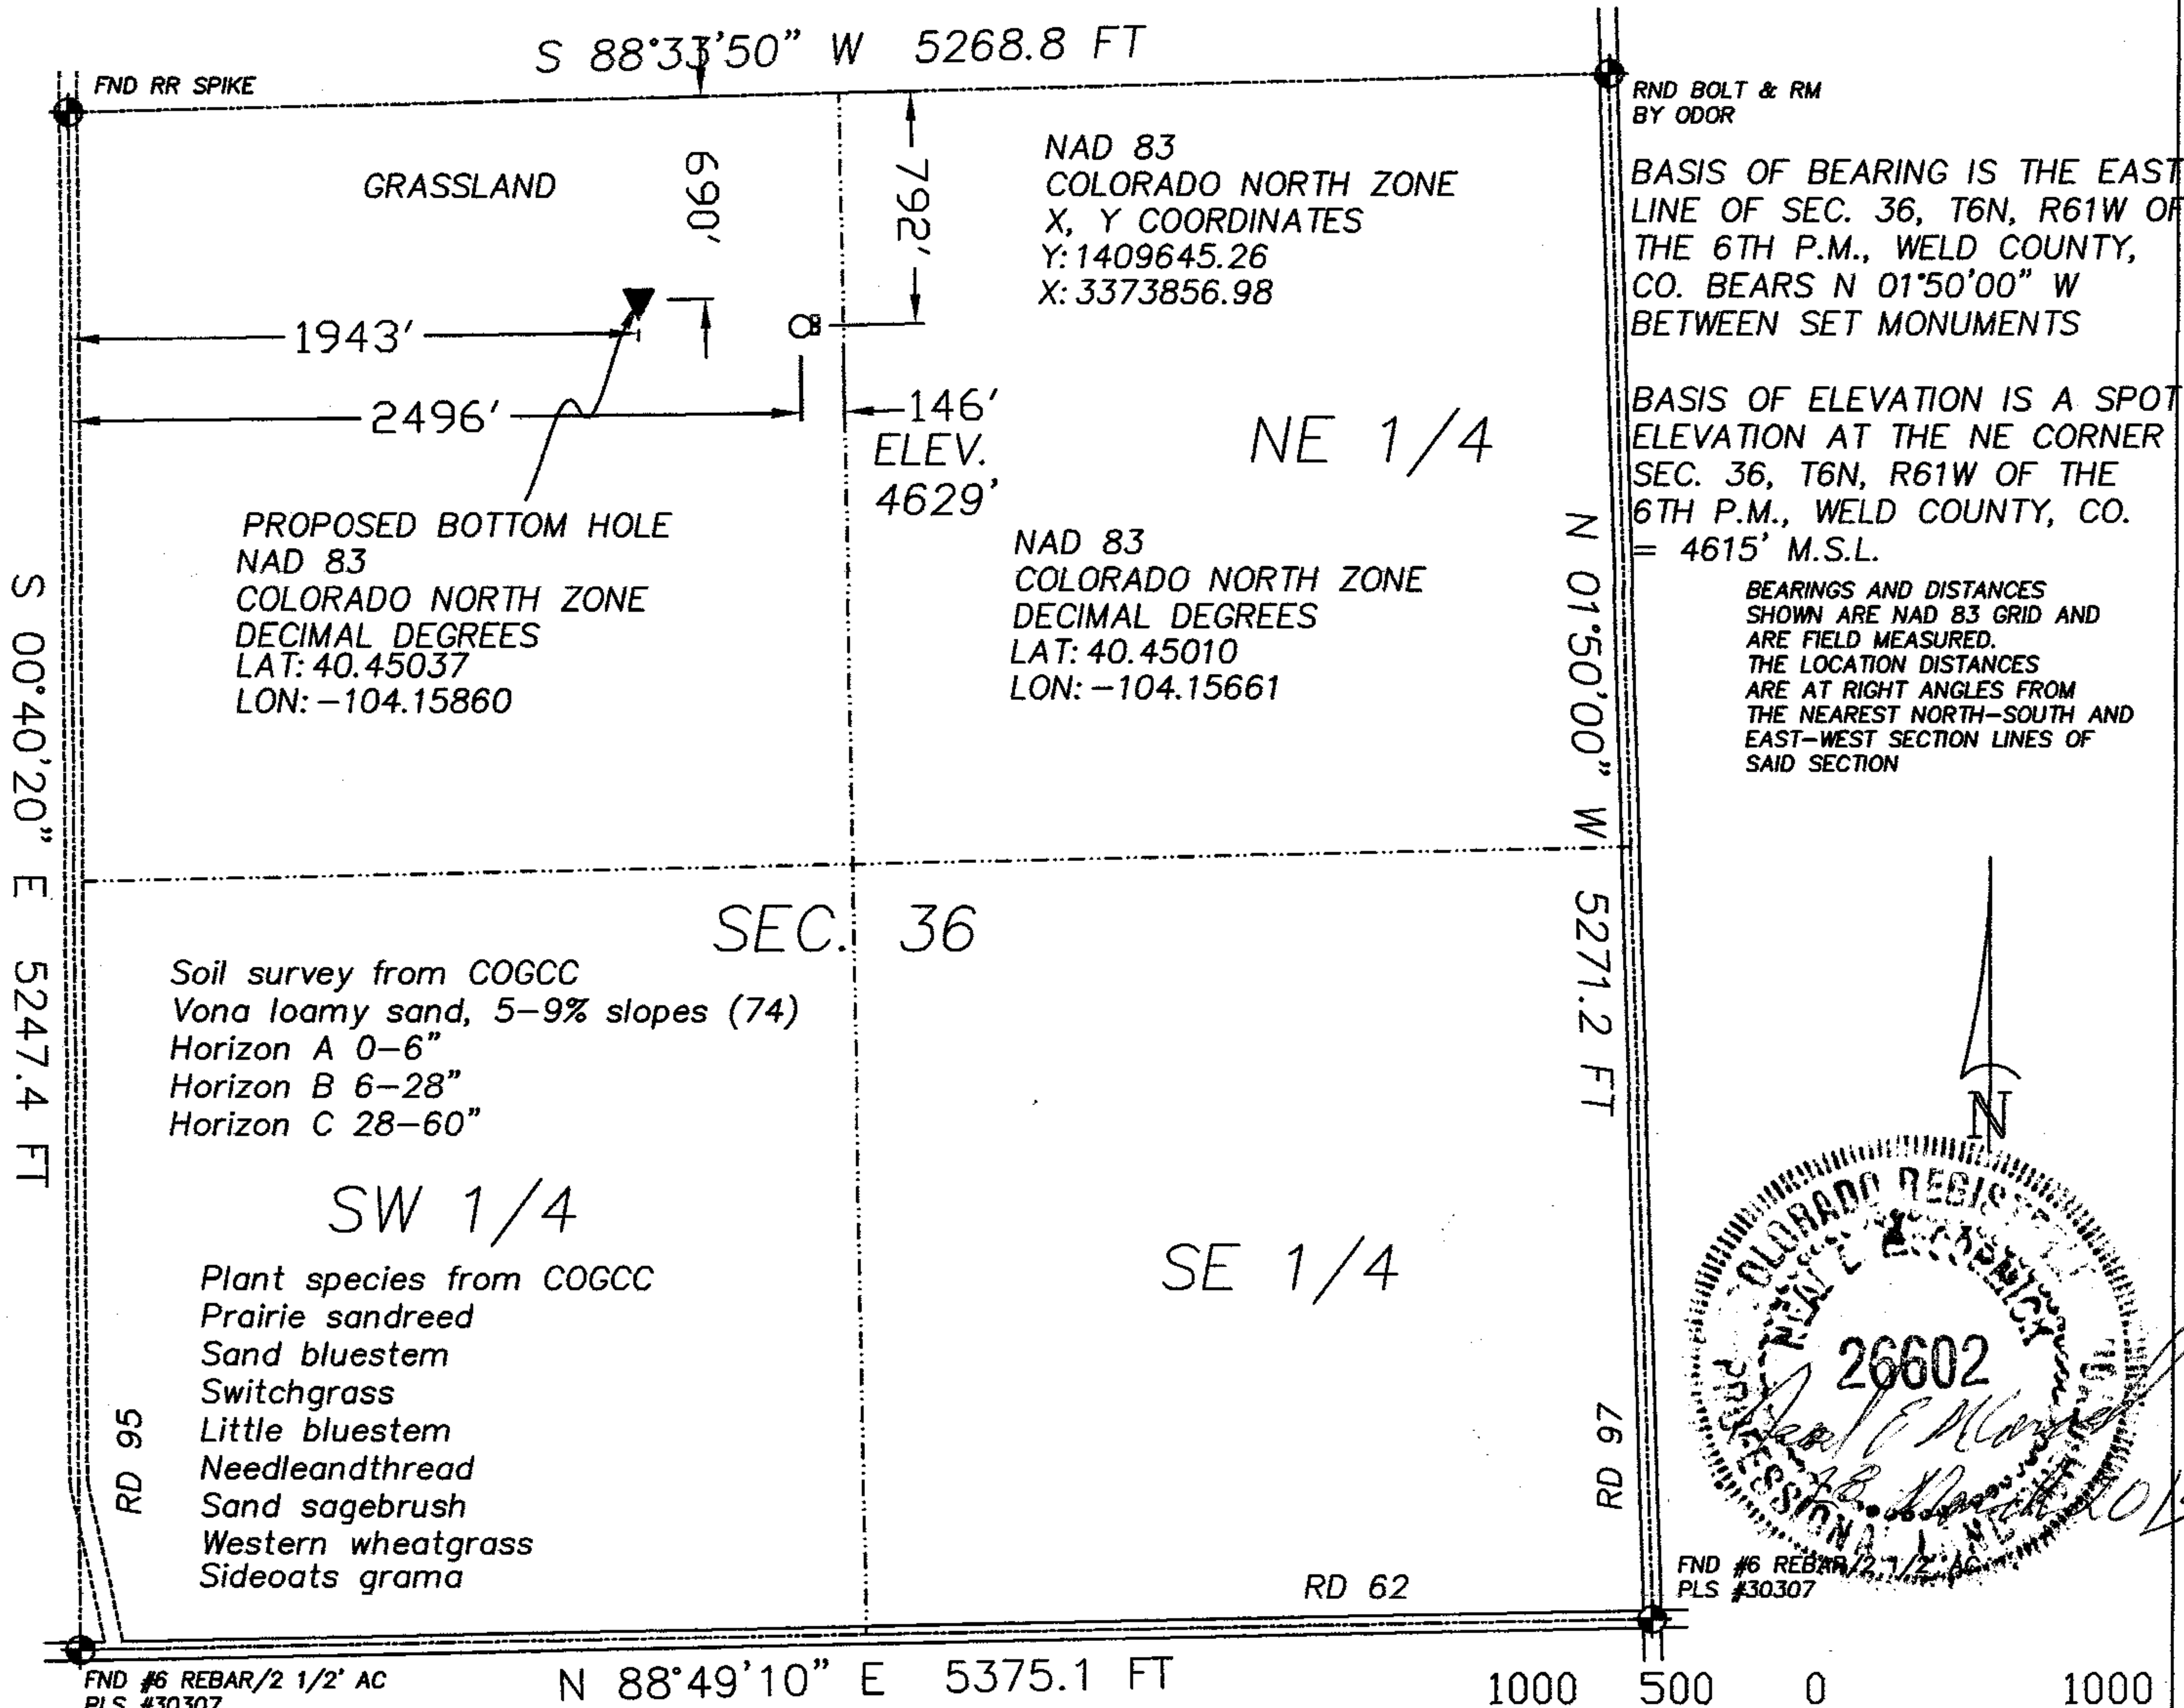 S 88°33'50" W 5268.8 FT
FND RR SPIKE
RND BOLT & RM
BY ODOR
GRASSLAND
690'
792'
NAD 83
COLORADO NORTH ZONE
X, Y COORDINATES
Y: 1409645.26
X: 3373856.98
BASIS OF BEARING IS THE EAST
LINE OF SEC. 36, T6N, R61W OF
THE 6TH P.M., WELD COUNTY,
CO. BEARS N 01°50'00" W
BETWEEN SET MONUMENTS
1943'
2496'
146'
ELEV.
4629'
NE 1/4
BASIS OF ELEVATION IS A SPOT
ELEVATION AT THE NE CORNER
SEC. 36, T6N, R61W OF THE
6TH P.M., WELD COUNTY, CO.
= 4615' M.S.L.
PROPOSED BOTTOM HOLE
NAD 83
COLORADO NORTH ZONE
DECIMAL DEGREES
LAT: 40.45037
LON: -104.15860
NAD 83
COLORADO NORTH ZONE
DECIMAL DEGREES
LAT: 40.45010
LON: -104.15661
BEARINGS AND DISTANCES
SHOWN ARE NAD 83 GRID AND
ARE FIELD MEASURED.
THE LOCATION DISTANCES
ARE AT RIGHT ANGLES FROM
THE NEAREST NORTH-SOUTH AND
EAST-WEST SECTION LINES OF
SAID SECTION
S 00°40'20" E 5247.4 FT
N 01°50'00" W 5271.2 FT
SEC. 36
Soil survey from COGCC
Vona loamy sand, 5-9% slopes (74)
Horizon A 0-6"
Horizon B 6-28"
Horizon C 28-60"
N
SW 1/4
SE 1/4
Plant species from COGCC
Prairie sandreed
Sand bluestem
Switchgrass
Little bluestem
Needleandthread
Sand sagebrush
Western wheatgrass
Sideoats grama
RD 95
RD 97
RD 62
COLORADO
26602
PROFESSIONAL
FND #6 REBAR/2 1/2' AC
PLS #30307
FND #6 REBAR/2 1/2' AC
PLS #30307
N 88°49'10" E 5375.1 FT
1000 500 0 1000